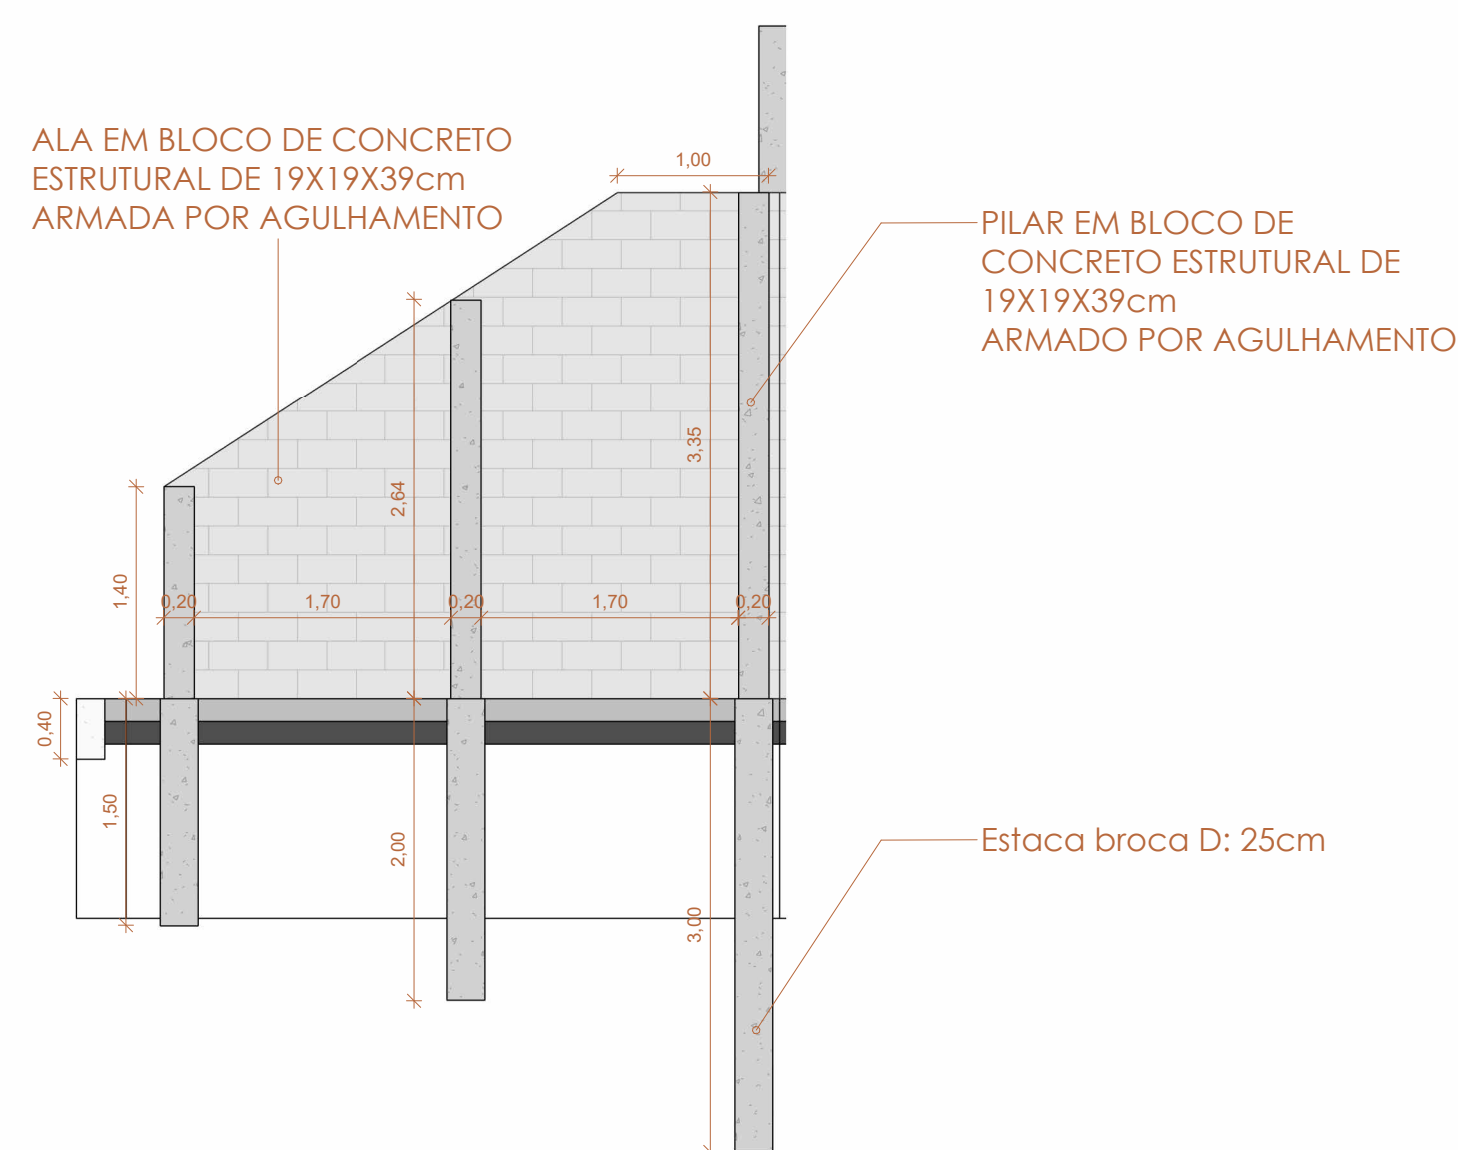 ALA EM BLOCO DE CONCRETO
ESTRUTURAL DE 19X19X39cm
ARMADA POR AGULHAMENTO
1,00
PILAR EM BLOCO DE
CONCRETO ESTRUTURAL DE
19X19X39cm
ARMADO POR AGULHAMENTO
3,35
2,64
1,40
0,20
1,70
0,20
1,70
0,20
0,40
1,50
2,00
3,00
Estaca broca D: 25cm